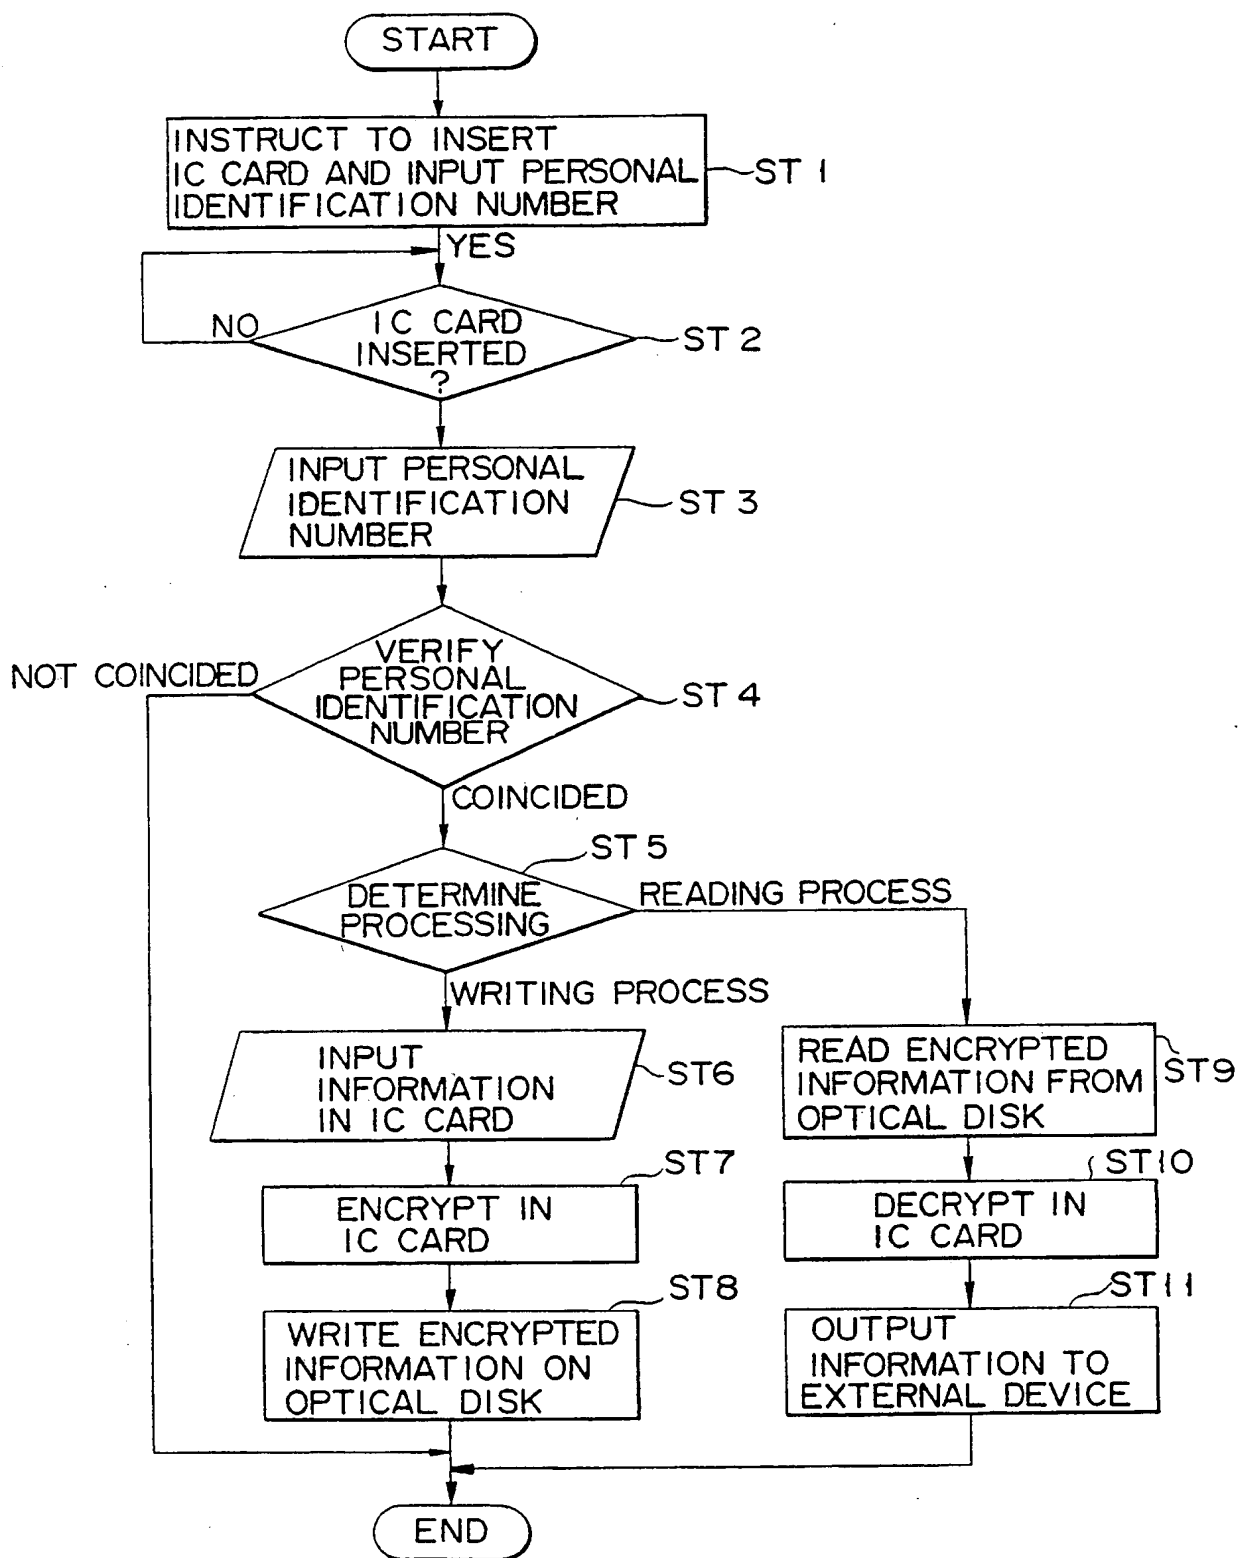 START
INSTRUCT TO INSERT
IC CARD AND INPUT PERSONAL
IDENTIFICATION NUMBER
ST 1
YES
NO
IC CARD
INSERTED
?
ST 2
INPUT PERSONAL
IDENTIFICATION
NUMBER
ST 3
NOT COINCIDED
VERIFY
PERSONAL
IDENTIFICATION
NUMBER
ST 4
COINCIDED
ST 5
DETERMINE
PROCESSING
READING PROCESS
WRITING PROCESS
INPUT
INFORMATION
IN IC CARD
ST6
READ ENCRYPTED
INFORMATION FROM
OPTICAL DISK
ST9
ST7
ENCRYPT IN
IC CARD
ST10
DECRYPT IN
IC CARD
ST8
WRITE ENCRYPTED
INFORMATION ON
OPTICAL DISK
ST11
OUTPUT
INFORMATION TO
EXTERNAL DEVICE
END